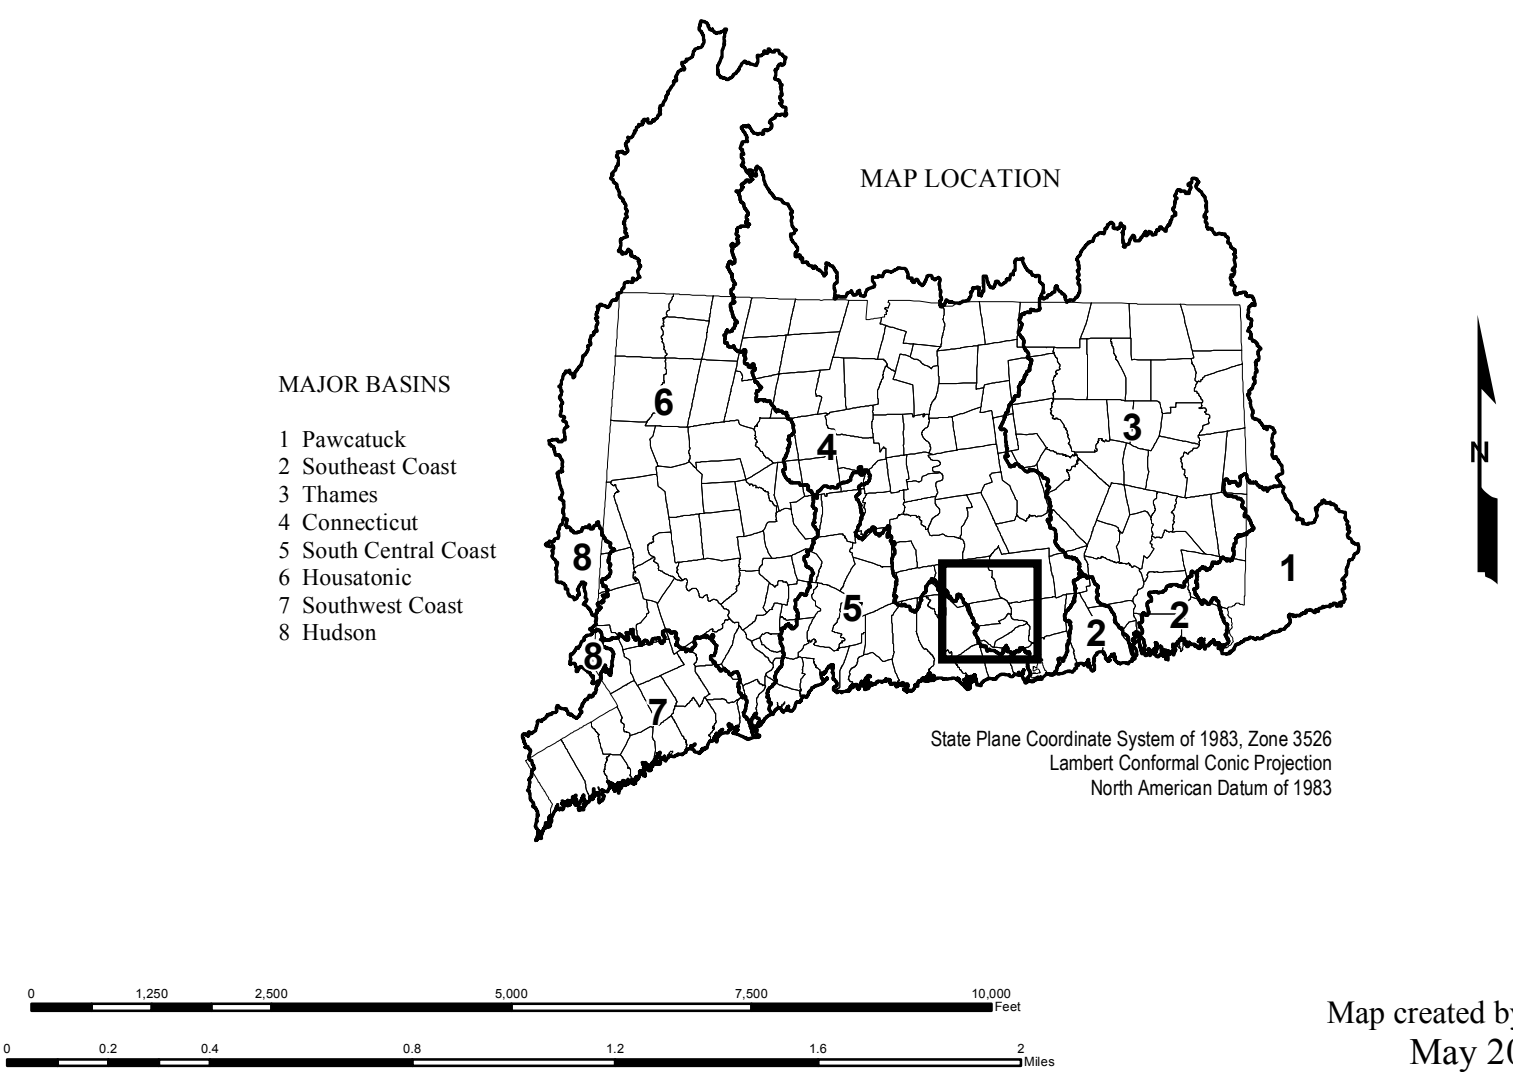 MAP LOCATION
MAJOR BASINS
1 Pawcatuck
2 Southeast Coast
3 Thames
4 Connecticut
5 South Central Coast
6 Housatonic
7 Southwest Coast
8 Hudson
6
4
3
8
5
1
2
2
8
7
N
State Plane Coordinate System of 1983, Zone 3526
Lambert Conformal Conic Projection
North American Datum of 1983
0 1,250 2,500 5,000 7,500 10,000
Feet
0 0.2 0.4 0.8 1.2 1.6 2
Miles
Map created by
May 20